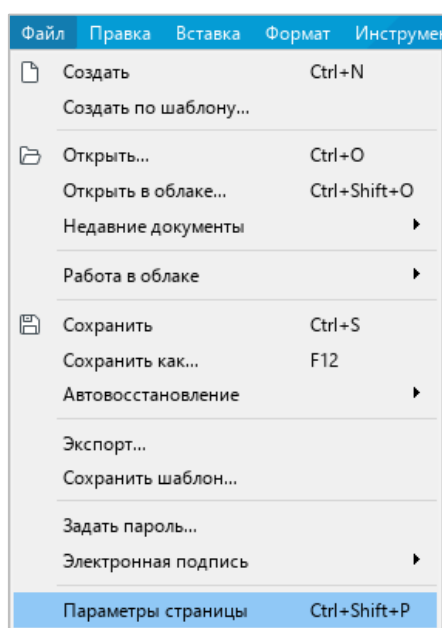 Файл Правка Вставка Формат Инструме
Создать Ctrl+N
Создать по шаблону...
Открыть... Ctrl+O
Открыть в облаке... Ctrl+Shift+O
Недавние документы
Работа в облаке
Сохранить Ctrl+S
Сохранить как... F12
Автовосстановление
Экспорт...
Сохранить шаблон...
Задать пароль...
Электронная подпись
Параметры страницы Ctrl+Shift+P